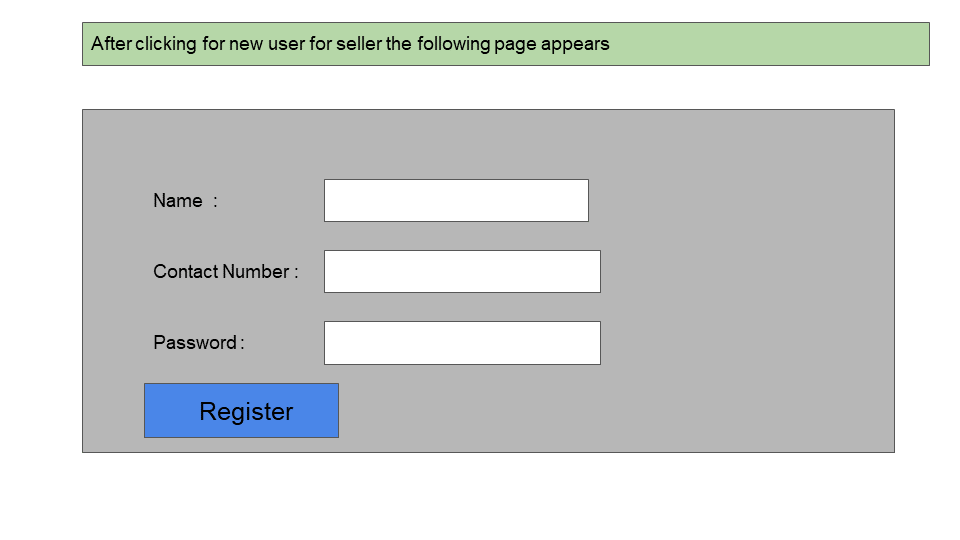 After clicking for new user for seller the following page appears
Name :
Contact Number :
Password :
Register